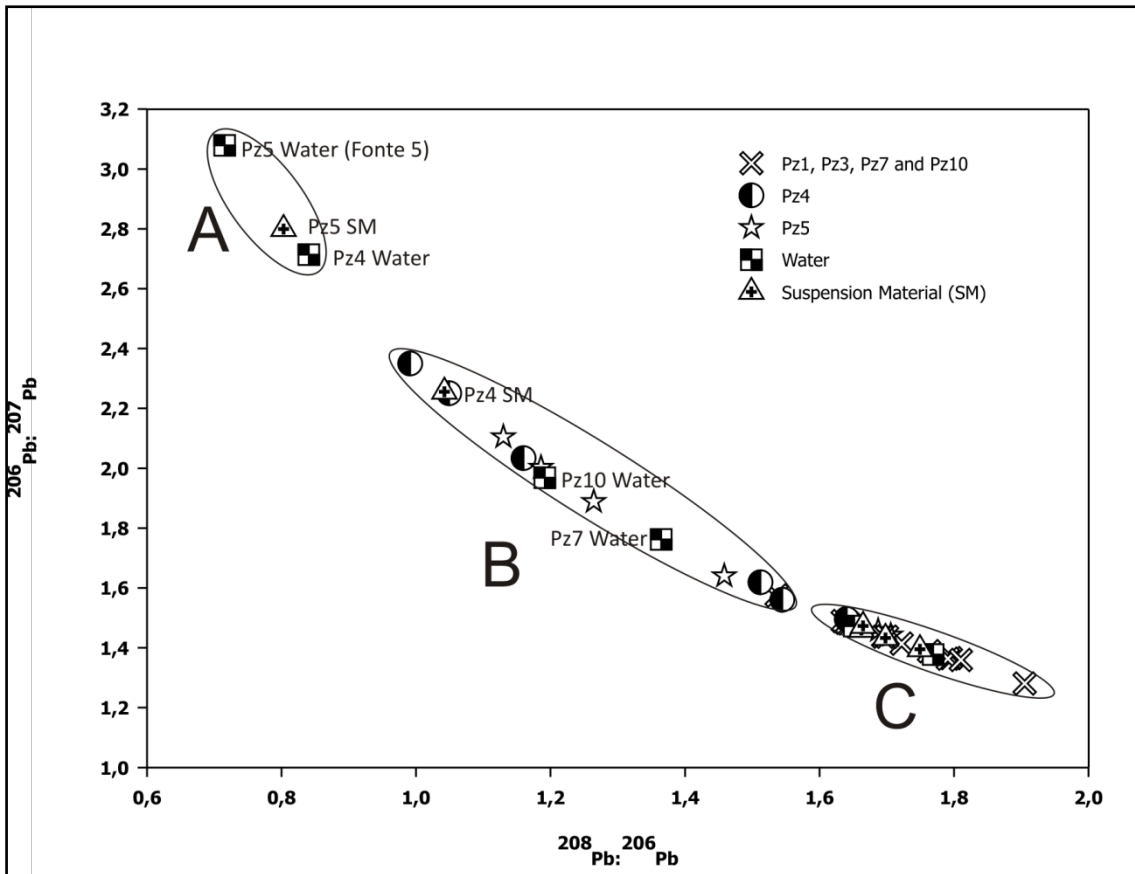 3,2
3,0
2,8
2,6
2,4
2,2
2,0
1,8
1,6
1,4
1,2
1,0
206Pb: 207Pb
Pz5 Water (Fonte 5)
Pz5 SM
Pz4 Water
A
Pz1, Pz3, Pz7 and Pz10
Pz4
Pz5
Water
Suspension Material (SM)
Pz4 SM
Pz10 Water
Pz7 Water
B
C
0,6 0,8 1,0 1,2 1,4 1,6 1,8 2,0
208Pb: 206Pb